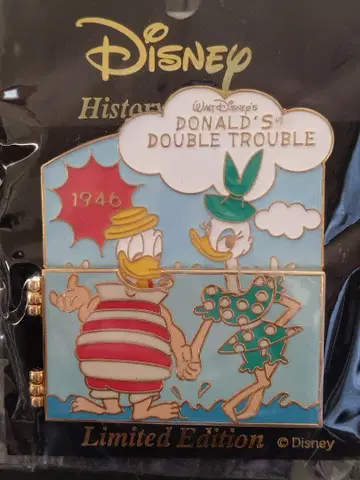 Disney
History
WALT DISNEY'S
DONALD'S
DOUBLE TROUBLE
1946
Limited Edition
© Disney